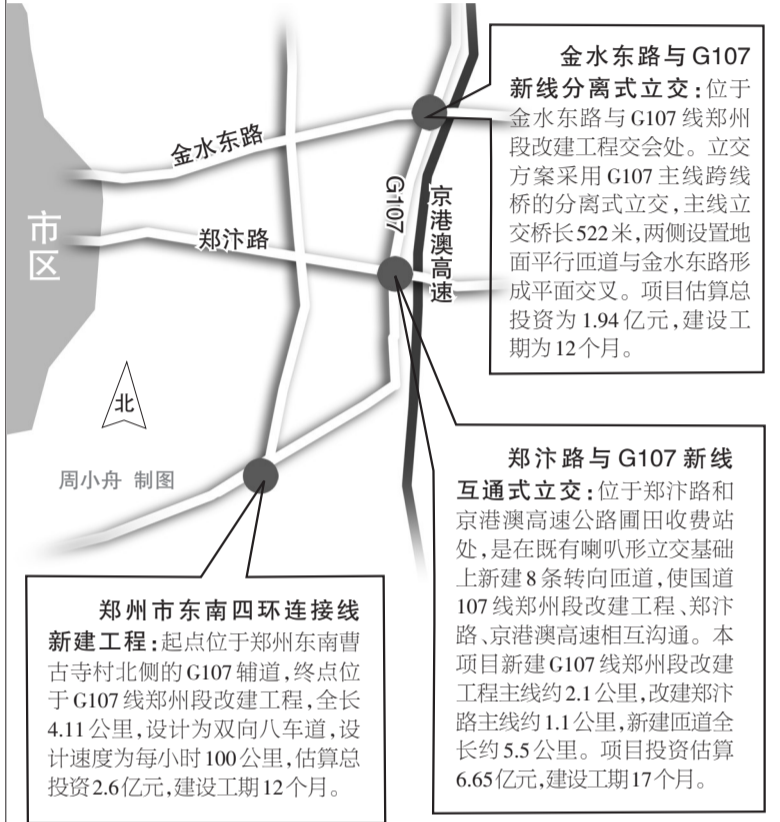 金水东路
G107
京港澳高速
郑汴路
市区
北
周小舟 制图
金水东路与G107
新线分离式立交：位于
金水东路与G107线郑州
段改建工程交会处。立交
方案采用G107主线跨线
桥的分离式立交，主线立
交桥长522米，两侧设置地
面平行匝道与金水东路形
成平面交叉。项目估算总
投资为1.94亿元，建设工
期为12个月。
郑汴路与G107新线
互通式立交：位于郑汴路和
京港澳高速公路圃田收费站
处，是在既有喇叭形立交基础
上新建8条转向匝道，使国道
107线郑州段改建工程、郑汴
路、京港澳高速相互沟通。本
项目新建G107线郑州段改建
工程主线约2.1公里，改建郑汴
路主线约1.1公里，新建匝道全
长约5.5公里。项目投资估算
6.65亿元，建设工期17个月。
郑州市东南四环连接线
新建工程：起点位于郑州东南曹
古寺村北侧的G107辅道，终点位
于G107线郑州段改建工程，全长
4.11公里，设计为双向八车道，设
计速度为每小时100公里，估算总
投资2.6亿元，建设工期12个月。